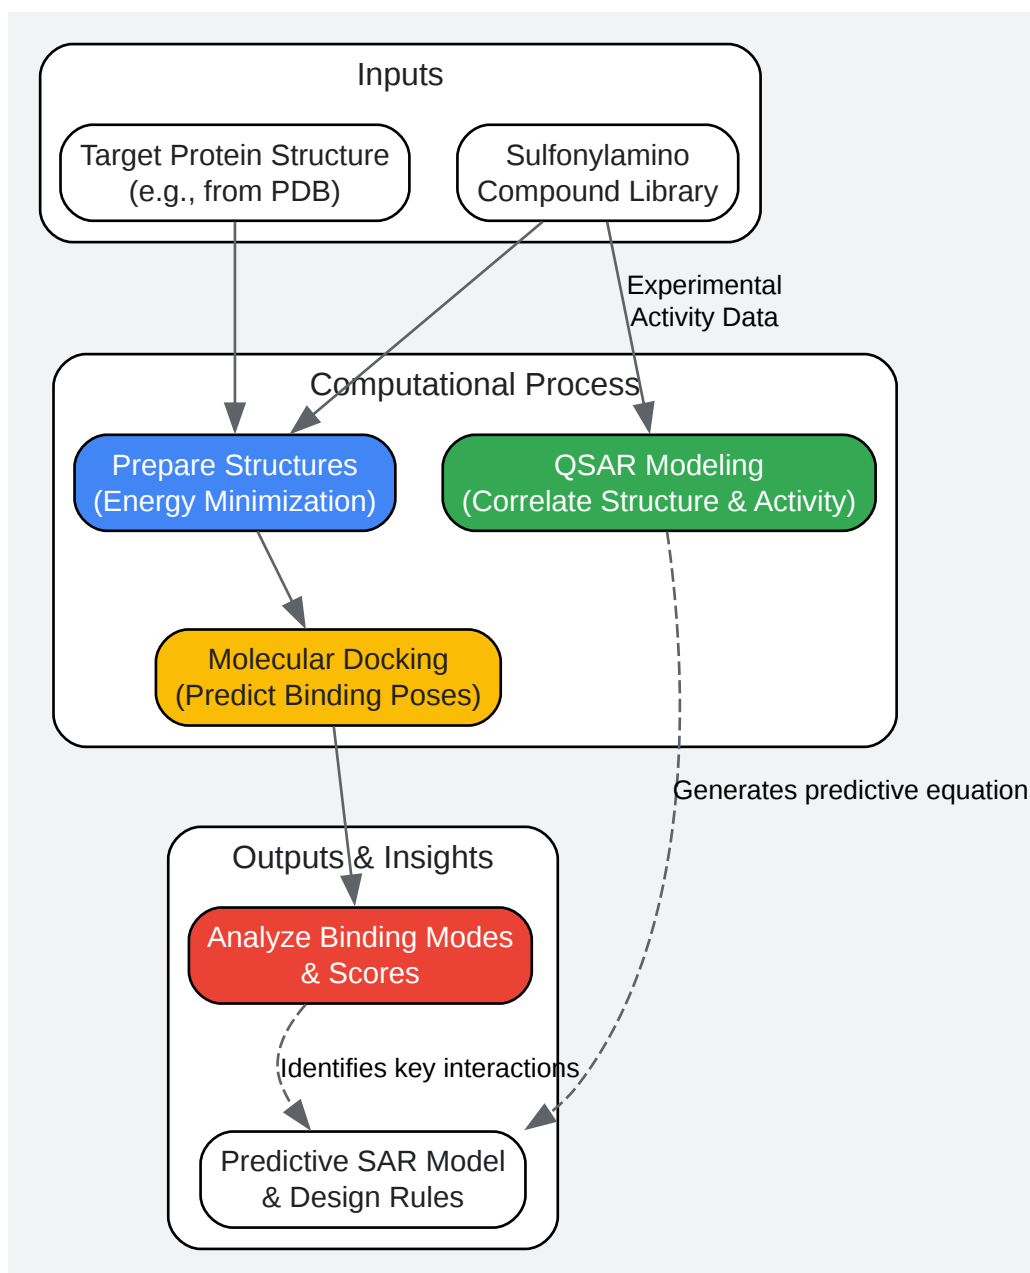 Inputs
Target Protein Structure
(e.g., from PDB)
Sulfonylamino
Compound Library
Experimental
Activity Data
Computational Process
Prepare Structures
(Energy Minimization)
QSAR Modeling
(Correlate Structure & Activity)
Molecular Docking
(Predict Binding Poses)
Generates predictive equation
Outputs & Insights
Analyze Binding Modes
& Scores
Identifies key interactions
Predictive SAR Model
& Design Rules